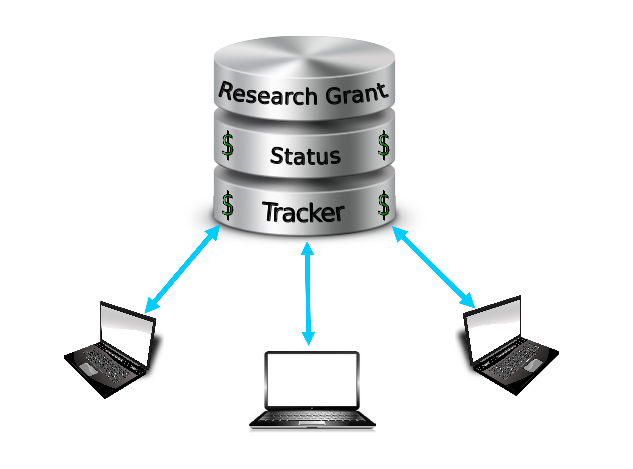 Research Grant
$ Status $
$ Tracker $